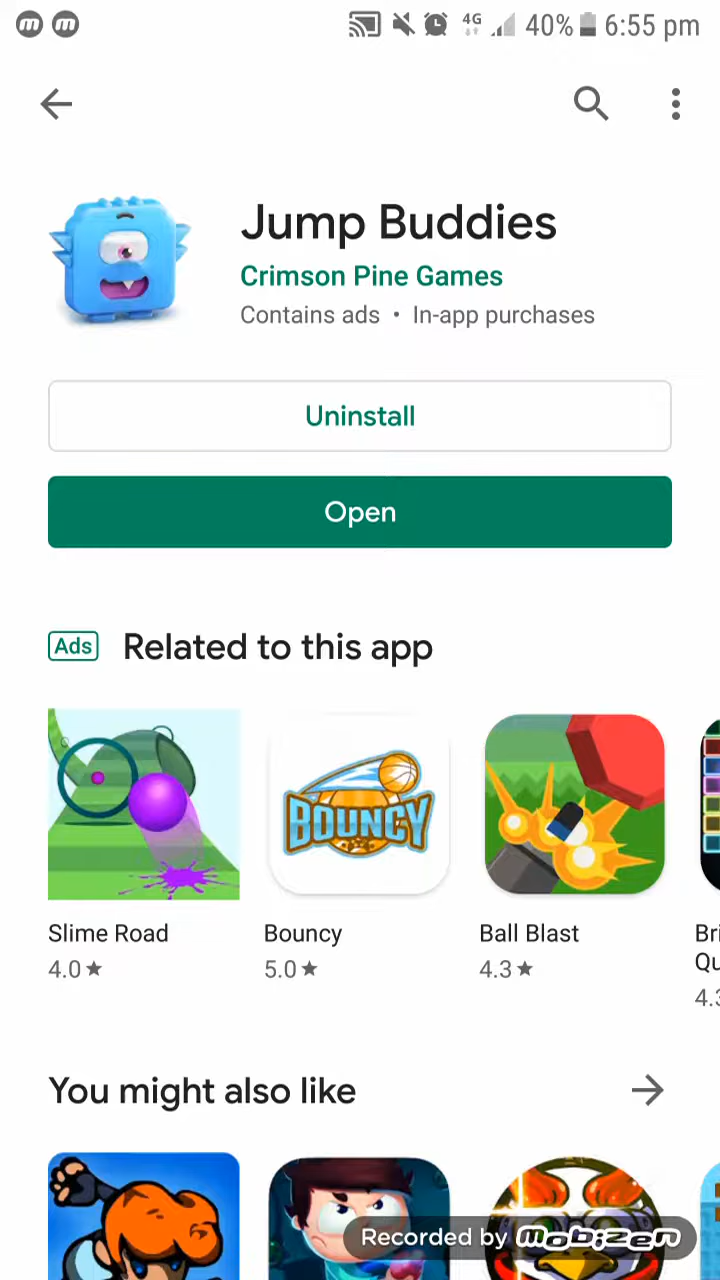 4G 40% 6:55 pm
Jump Buddies
Crimson Pine Games
Contains ads • In-app purchases
Uninstall
Open
Ads Related to this app
BOUNCY
Slime Road Bouncy Ball Blast
4.0★ 5.0★ 4.3★
You might also like
Recorded by mobizen